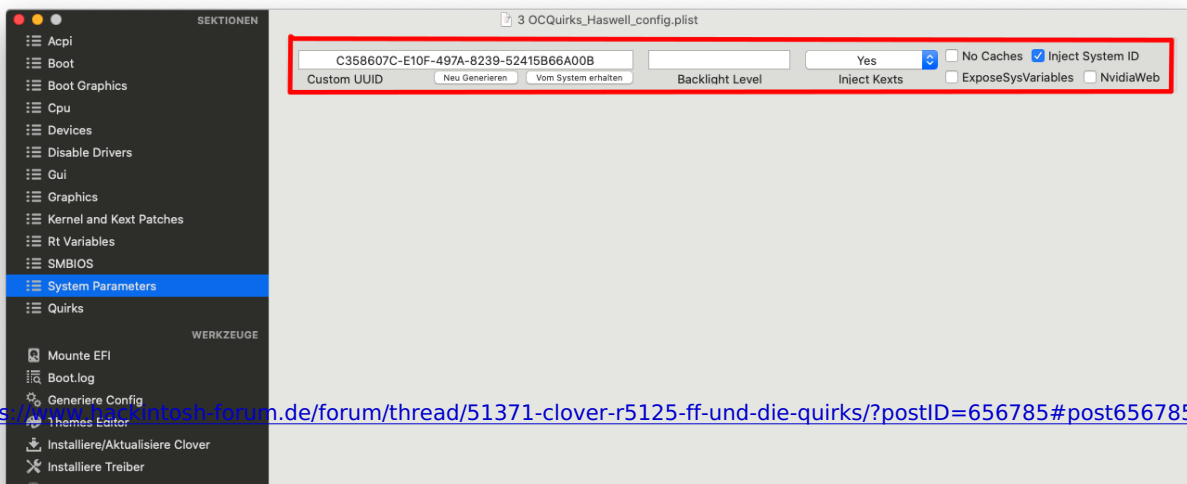 SEKTIONEN
3 OCQuirks_Haswell_config.plist
Acpi
Boot
Boot Graphics
Cpu
Devices
Disable Drivers
Gui
Graphics
Kernel and Kext Patches
Rt Variables
SMBIOS
System Parameters
Quirks
WERKZEUGE
Mounte EFI
Boot.log
Generiere Config
Themes Editor
Installiere/Aktualisiere Clover
Installiere Treiber
C358607C-E10F-497A-8239-52415B66A00B
Custom UUID
Neu Generieren
Vom System erhalten
Backlight Level
Yes
Inject Kexts
No Caches
Inject System ID
ExposeSysVariables
NvidiaWeb
s://www.hackintosh-forum.de/forum/thread/51371-clover-r5125-ff-und-die-quirks/?postID=656785#post656785